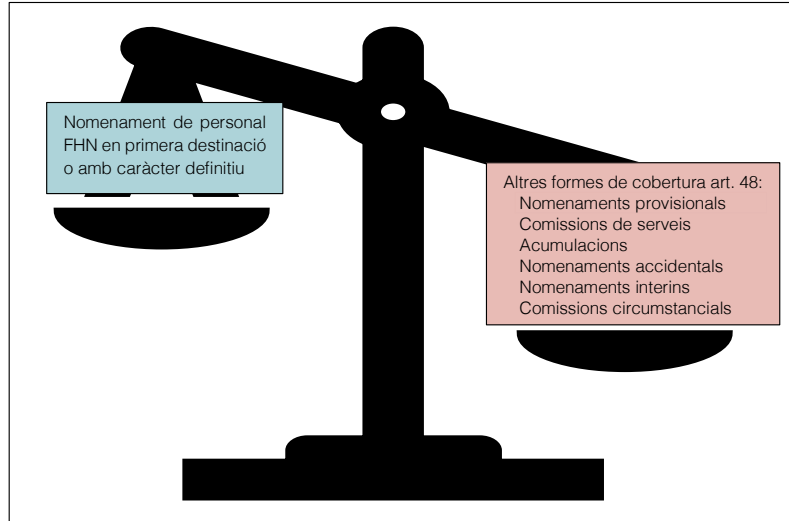 Nomenament de personal
FHN en primera destinació
o amb caràcter definitiu
Altres formes de cobertura art. 48:
Nomenaments provisionals
Comissions de serveis
Acumulacions
Nomenaments accidentals
Nomenaments interins
Comissions circumstancials